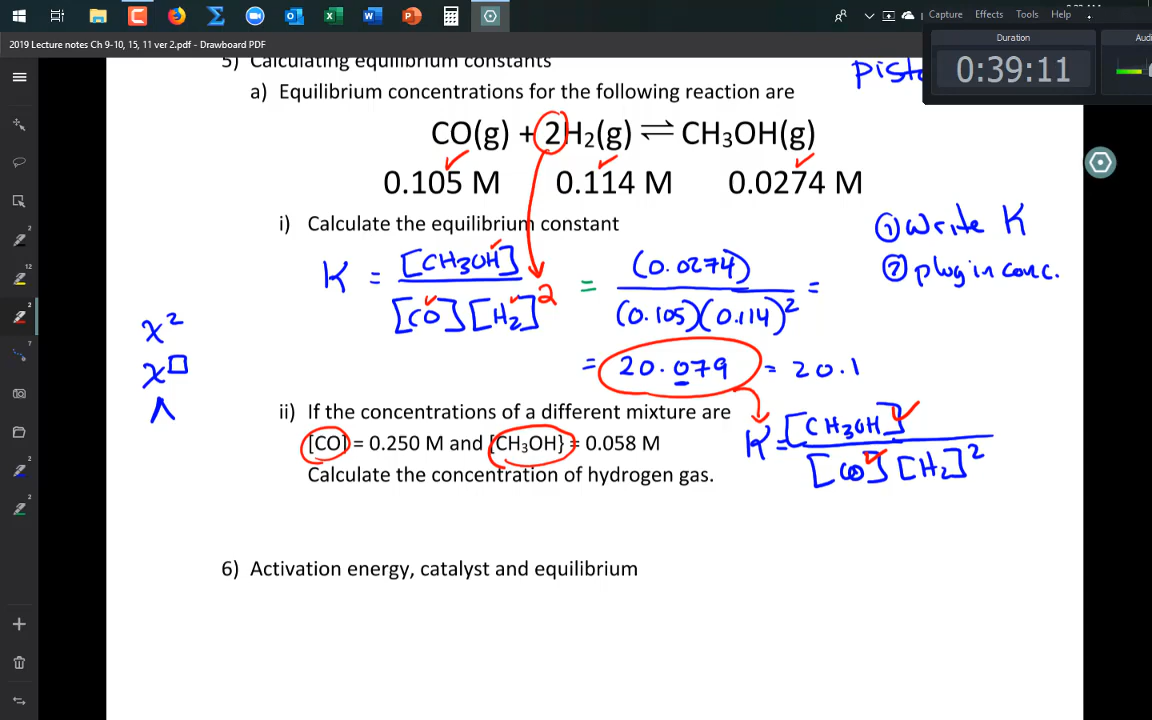 Capture Effects Tools Help
2019 Lecture notes Ch 9-10, 15, 11 ver 2.pdf - Drawboard PDF
Duration
0:39:11
5) Calculating equilibrium constants
a) Equilibrium concentrations for the following reaction are
CO(g) + 2H₂(g) ⇌ CH₃OH(g)
0.105 M 0.114 M 0.0274 M
i) Calculate the equilibrium constant
① Write K
② plug in conc.
K = [CH3OH] / [CO][H₂]² = (0.0274) / (0.105)(0.114)² =
= 20.079 = 20.1
x²
x□
^
ii) If the concentrations of a different mixture are
[CO] = 0.250 M and [CH₃OH} = 0.058 M
Calculate the concentration of hydrogen gas.
K = [CH3OH] / [CO][H₂]²
6) Activation energy, catalyst and equilibrium